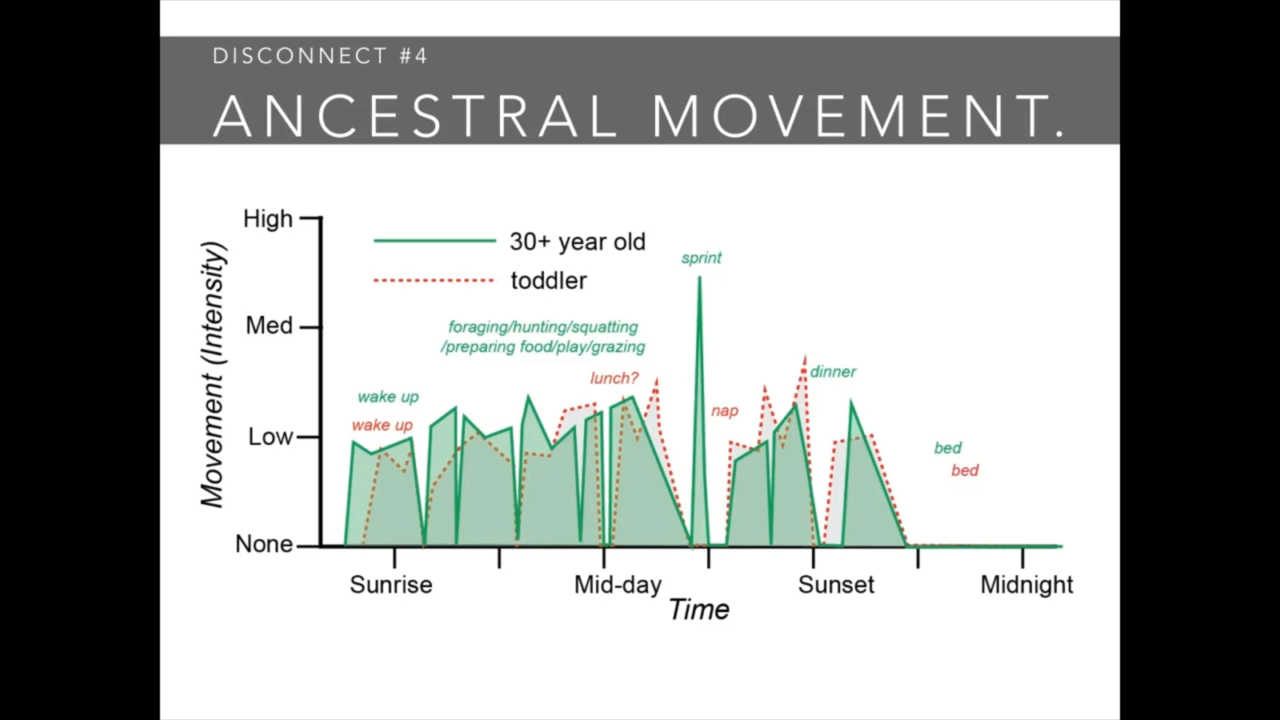 DISCONNECT #4
ANCESTRAL MOVEMENT.
High
Med
Low
None
Movement (Intensity)
30+ year old
toddler
sprint
foraging/hunting/squatting
/preparing food/play/grazing
lunch?
wake up
wake up
nap
dinner
bed
bed
Sunrise
Mid-day
Sunset
Midnight
Time